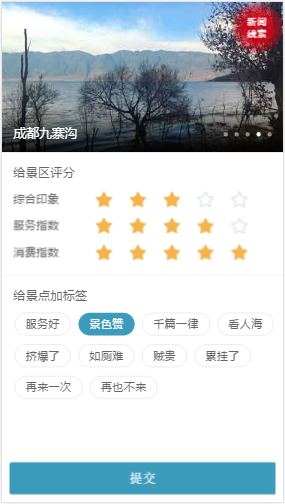 新闻
线索
成都九寨沟
给景区评分
综合印象
服务指数
消费指数
给景点加标签
服务好 景色赞 千篇一律 看人海
挤爆了 如厕难 贼贵 累挂了
再来一次 再也不来
提交